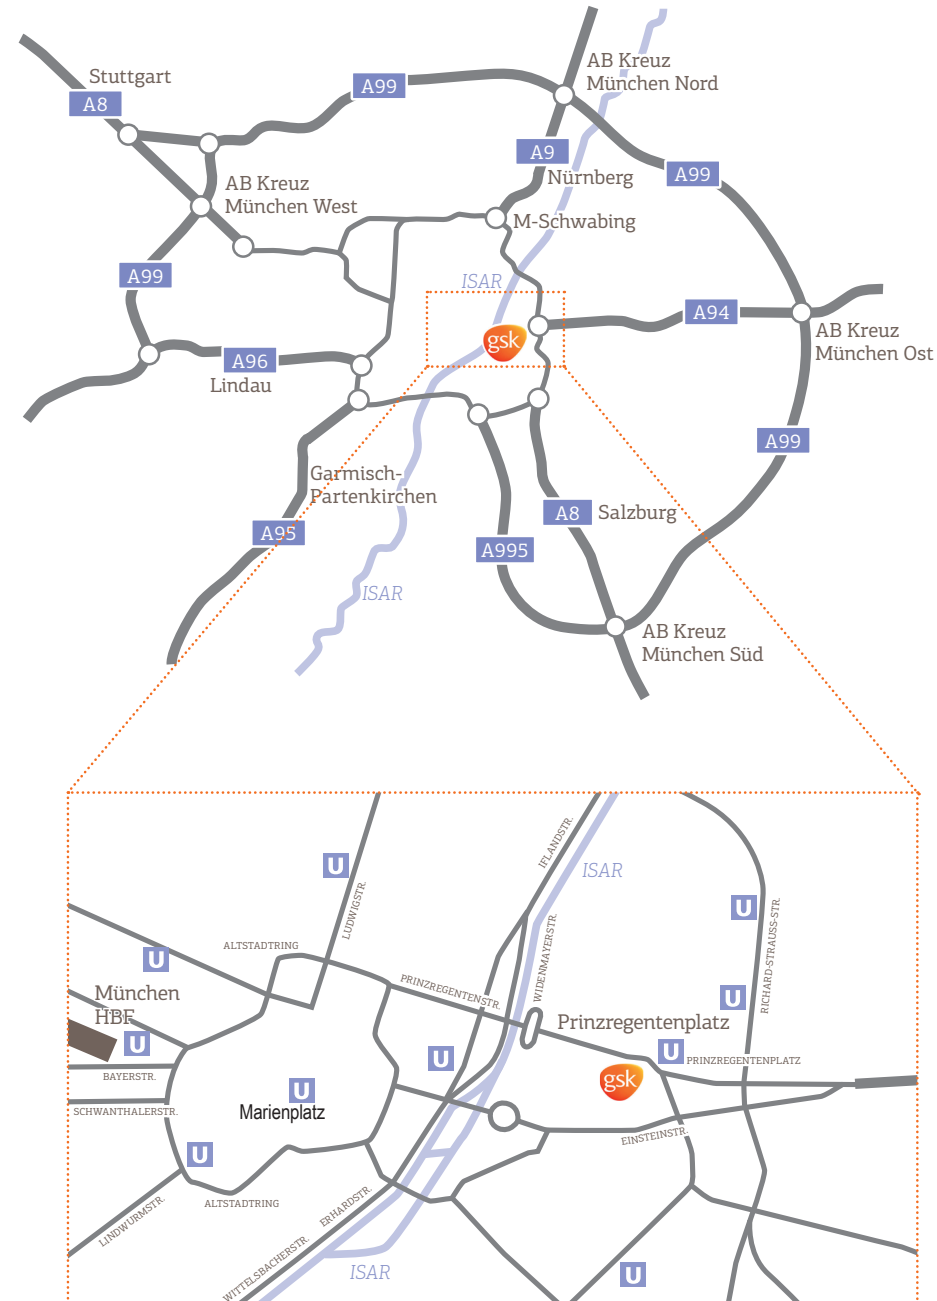 Stuttgart
A8
A99
AB Kreuz
München Nord
A9
Nürnberg
A99
AB Kreuz
München West
M-Schwabing
A99
ISAR
gsk
A94
AB Kreuz
München Ost
A96
Lindau
A99
Garmisch-
Partenkirchen
A95
A8
Salzburg
A995
ISAR
AB Kreuz
München Süd
IFLANDSTR.
ISAR
U
LUDWIGSTR.
U
RICHARD-STRAUSS-STR.
ALTSTADTRING
U
WIDENMAYERSTR.
PRINZREGENTENSTR.
München
HBF
U
U
Prinzregentenplatz
U
U
PRINZREGENTENPLATZ
BAYERSTR.
gsk
U
Marienplatz
SCHWANTHALERSTR.
EINSTEINSTR.
U
ALTSTADTRING
LINDWURMSTR.
ERHARDSTR.
WITTELSBACHERSTR.
ISAR
U